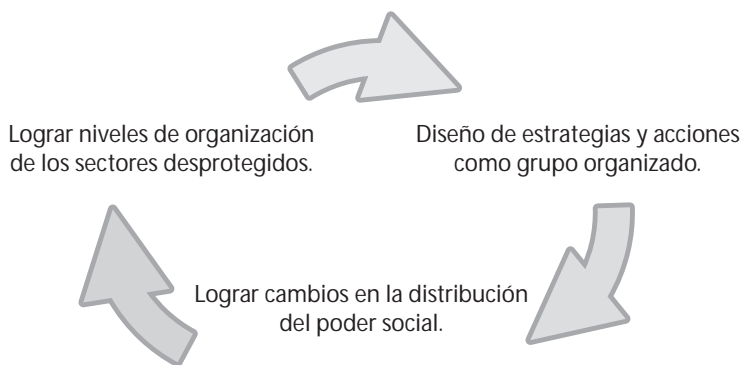 Lograr niveles de organización
de los sectores desprotegidos.
Diseño de estrategias y acciones
como grupo organizado.
Lograr cambios en la distribución
del poder social.